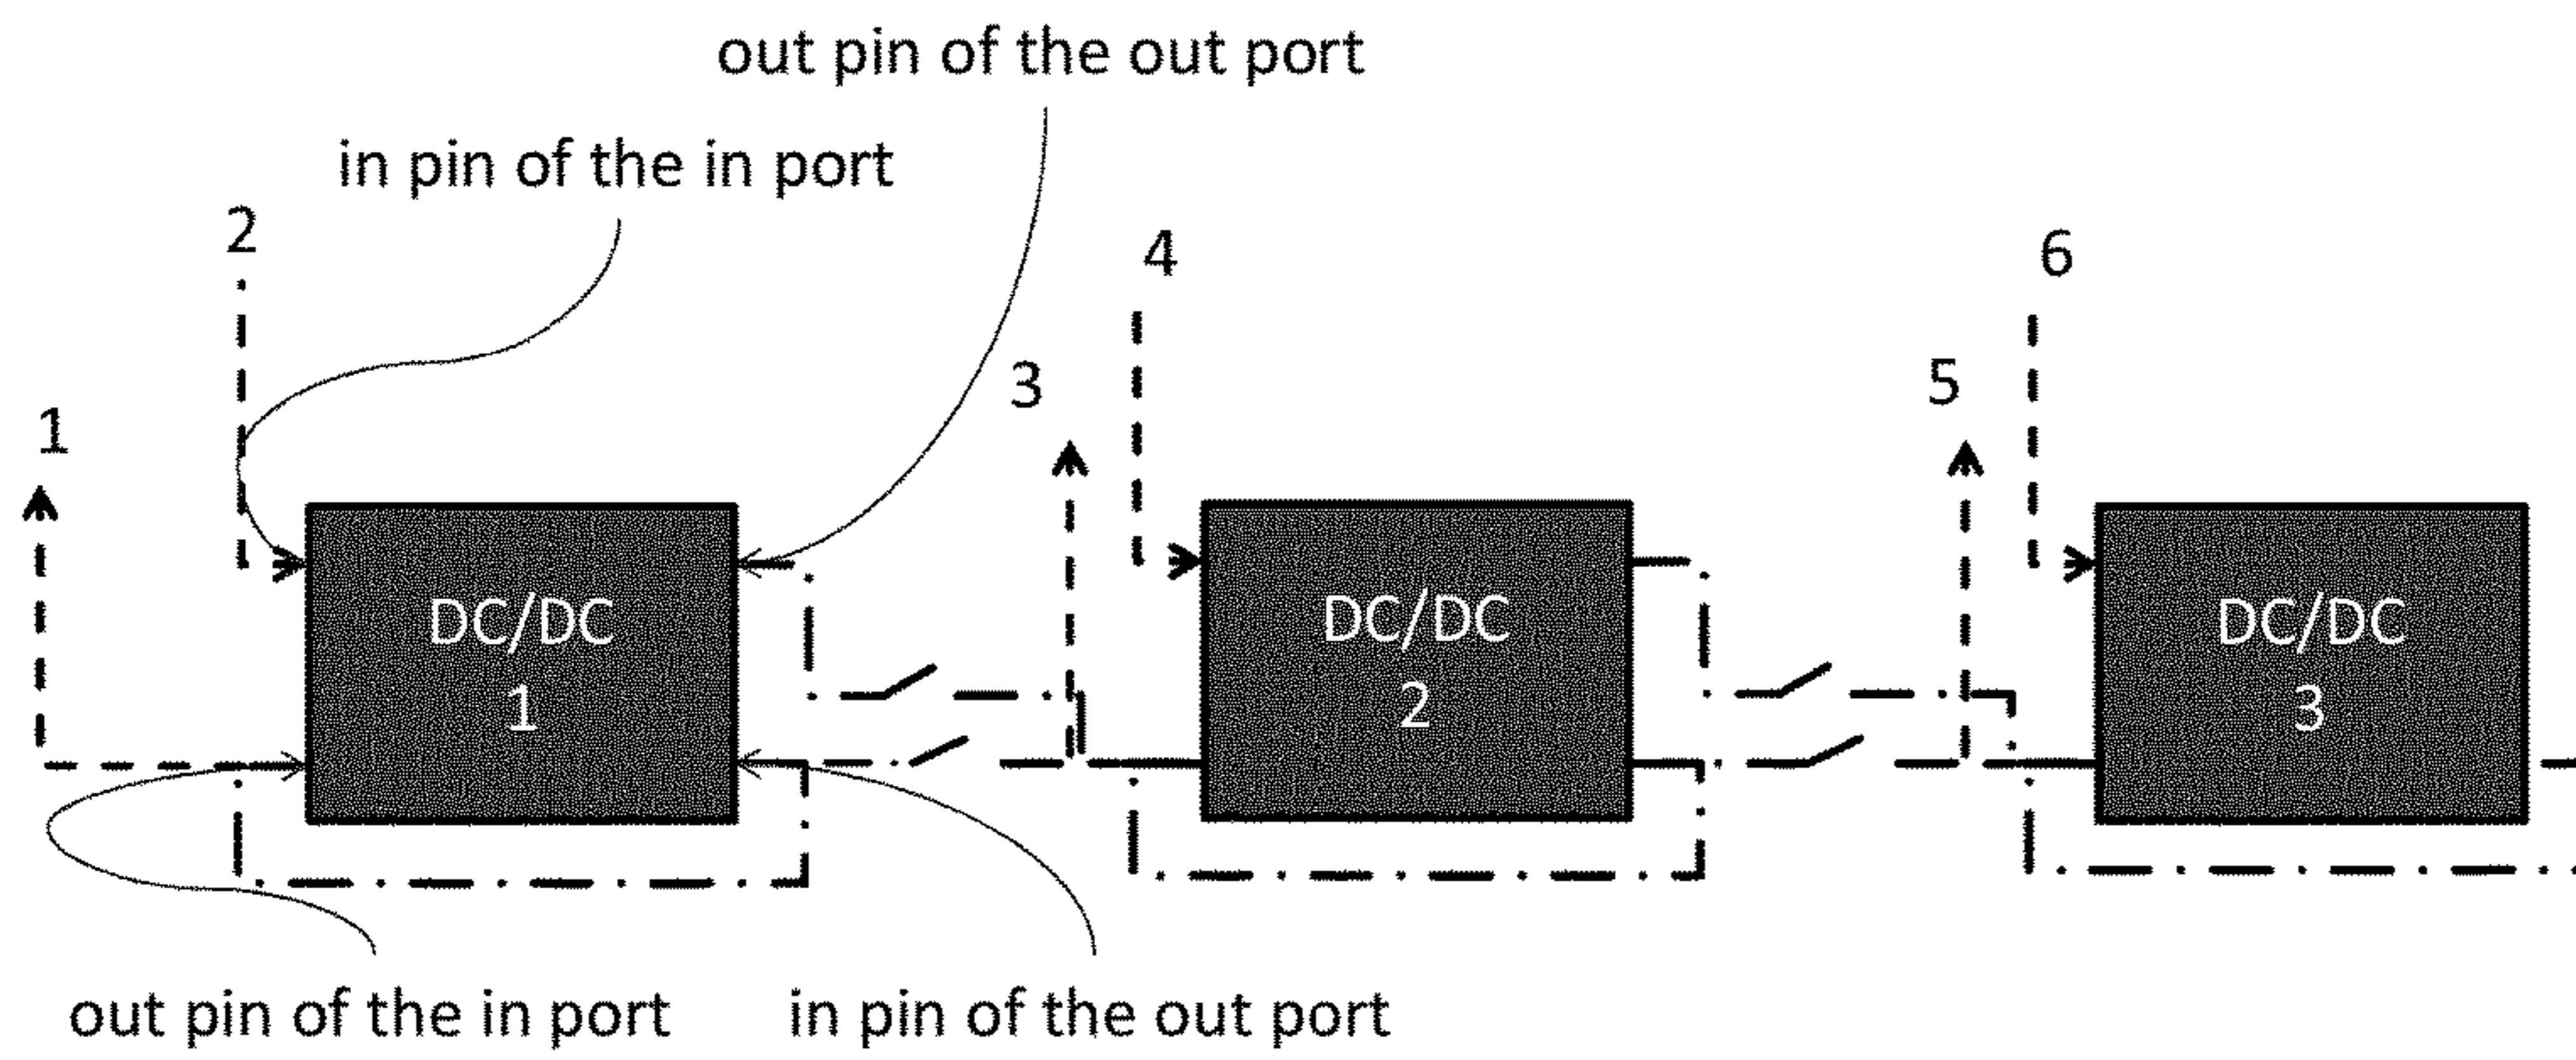 out pin of the out port
in pin of the in port
2
4
6
3
5
1
DC/DC
1
DC/DC
2
DC/DC
3
out pin of the in port
in pin of the out port